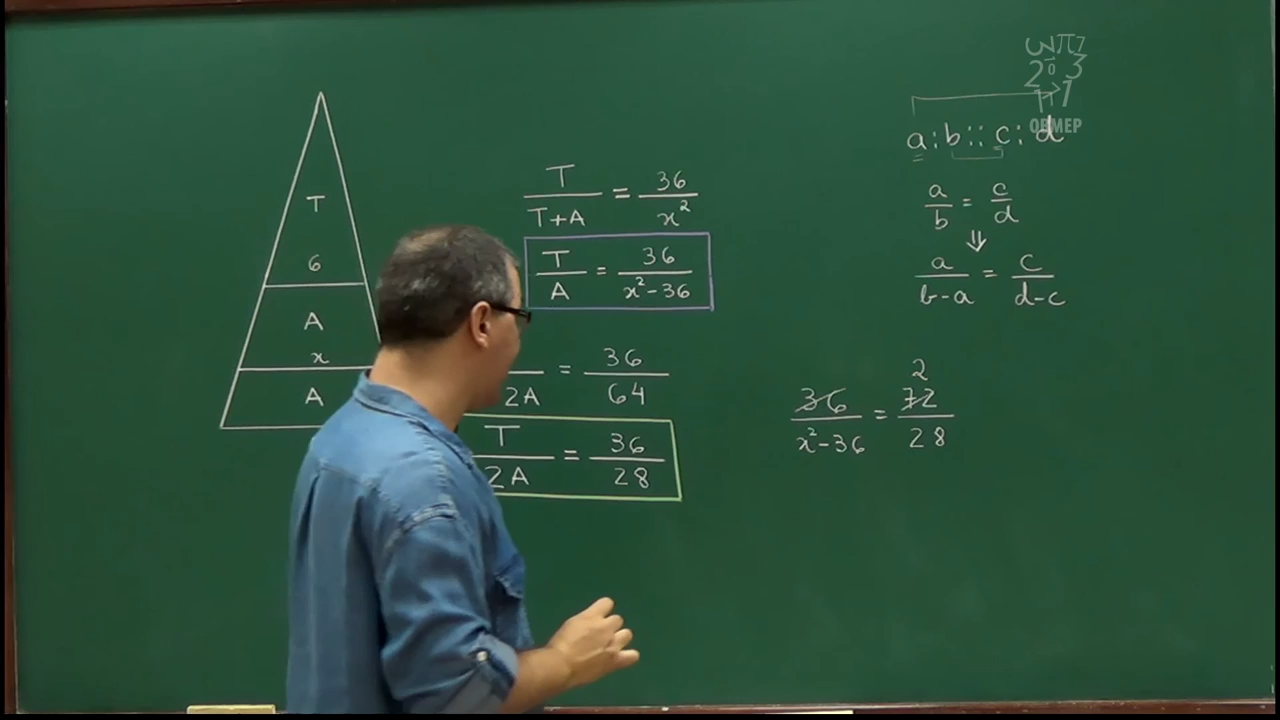 T
6
A
x
A
T/(T+A) = 36/x²
T/A = 36/(x²-36)
2A = 36/64
T/2A = 36/28
a:b::c:d
a/b = c/d
⇓
a/(b-a) = c/(d-c)
2
36/(x²-36) = 72/28
OBMEP